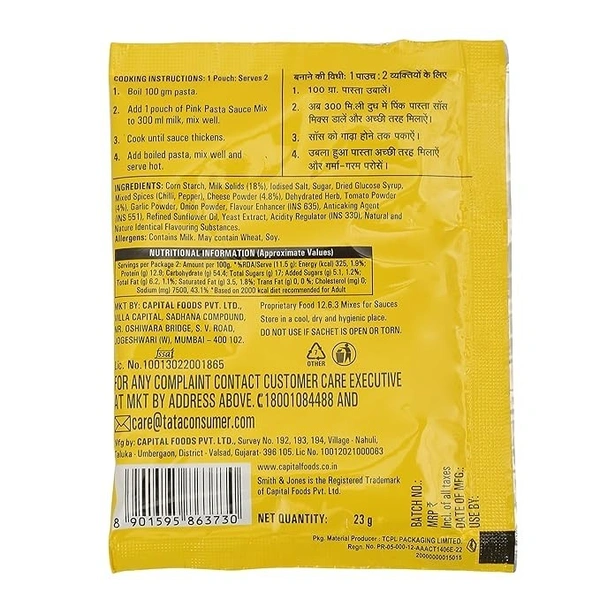 COOKING INSTRUCTIONS: 1 Pouch: Serves 2
1. Boil 100 gm pasta.
2. Add 1 pouch of Pink Pasta Sauce Mix
to 300 ml milk, mix well.
3. Cook until sauce thickens.
4. Add boiled pasta, mix well and
serve hot.
बनाने की विधी: 1 पाउच : 2 व्यक्तियों के लिए
1. 100 ग्रा. पास्ता उबालें।
2. अब 300 मि.ली दुध में पिंक पास्ता सॉस
मिक्स डालें और अच्छी तरह मिलाएँ।
3. सॉस को गाढ़ा होने तक पकाएँ।
4. उबला हुआ पास्ता अच्छी तरह मिलाएँ
और गर्मा-गरम परोसें।
INGREDIENTS: Corn Starch, Milk Solids (18%), Iodised Salt, Sugar, Dried Glucose Syrup,
Mixed Spices (Chilli, Pepper), Cheese Powder (4.8%), Dehydrated Herb, Tomato Powder
(4%), Garlic Powder, Onion Powder, Flavour Enhancer (INS 635), Anticaking Agent
(INS 551), Refined Sunflower Oil, Yeast Extract, Acidity Regulator (INS 330), Natural and
Nature Identical Flavouring Substances.
Allergens: Contains Milk. May contain Wheat, Soy.
NUTRITIONAL INFORMATION (Approximate Values)
Servings per Package 2: Amount per 100g. *%RDA/Serve (11.5 g): Energy (kcal) 325, 1.9%;
Protein (g) 12.9; Carbohydrate (g) 54.4; Total Sugars (g) 17; Added Sugars (g) 5.1, 1.2%;
Total Fat (g) 6.2, 1.1%; Saturated Fat (g) 3.5, 1.8%; Trans Fat (g) 0, 0 %; Cholesterol (mg) 0;
Sodium (mg) 7500, 43.1% *Based on 2000 kcal diet recommended for Adult
MKT BY: CAPITAL FOODS PVT. LTD.,
VILLA CAPITAL, SADHANA COMPOUND,
NR. OSHIWARA BRIDGE, S. V. ROAD,
JOGESHWARI (W), MUMBAI – 400 102.
Proprietary Food 12.6.3 Mixes for Sauces
Store in a cool, dry and hygienic place.
DO NOT USE IF SACHET IS OPEN OR TORN.
fssai
Lic. No.10013022001865
7
OTHER
FOR ANY COMPLAINT CONTACT CUSTOMER CARE EXECUTIVE
AT MKT BY ADDRESS ABOVE. 18001084488 AND
care@tataconsumer.com
Mfg by: CAPITAL FOODS PVT. LTD., Survey No. 192, 193, 194, Village - Nahuli,
Taluka - Umbergaon, District - Valsad, Gujarat-396 105. Lic No: 10012021000063
www.capitalfoods.co.in
Smith & Jones is the Registered Trademark
of Capital Foods Pvt. Ltd.
8 901595 863730
NET QUANTITY: 23 g
BATCH NO.:
MRP ₹
Incl. of all taxes
DATE OF MFG.:
USE BY:
Pkg. Material Producer : TCPL PACKAGING LIMITED.
Regn. No. PR-05-000-12-AAACT1406E-22
20000000015015